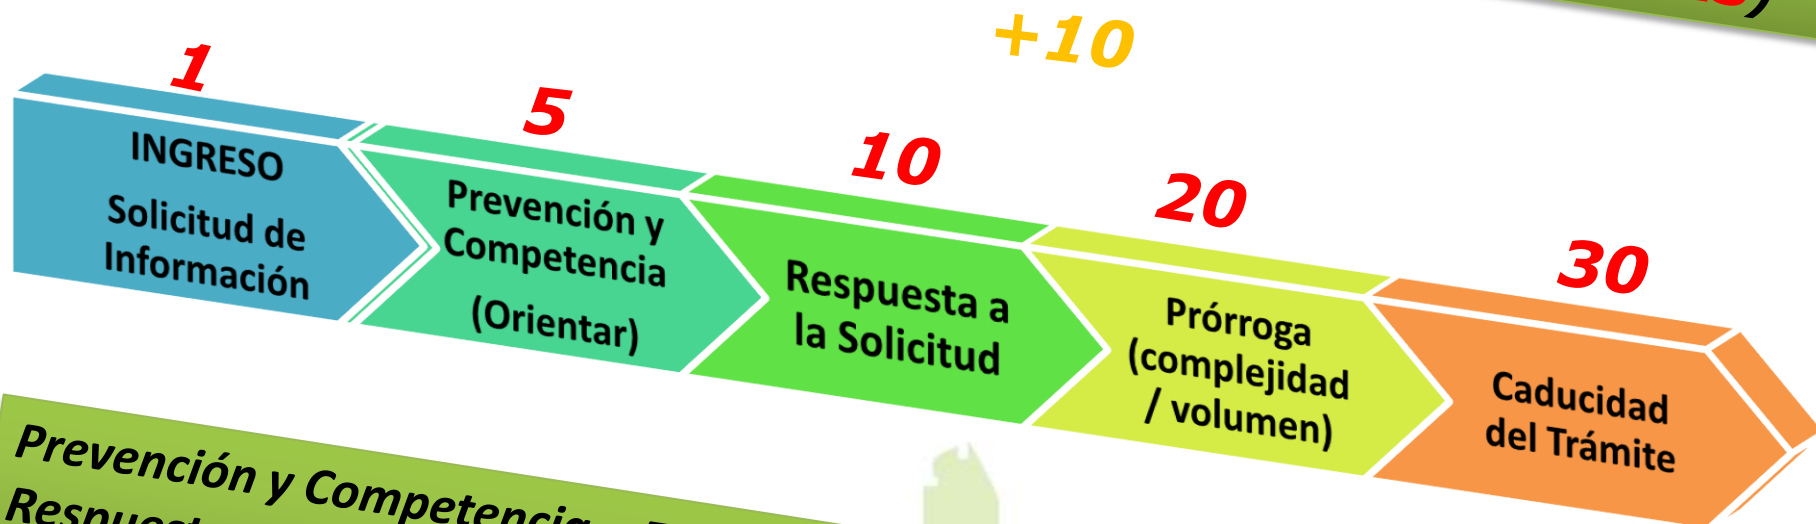 +10
1
5
10
20
30
INGRESO
Solicitud de
Información
Prevención y
Competencia
(Orientar)
Respuesta a
la Solicitud
Prórroga
(complejidad
/ volumen)
Caducidad
del Trámite
Prevención y Competencia